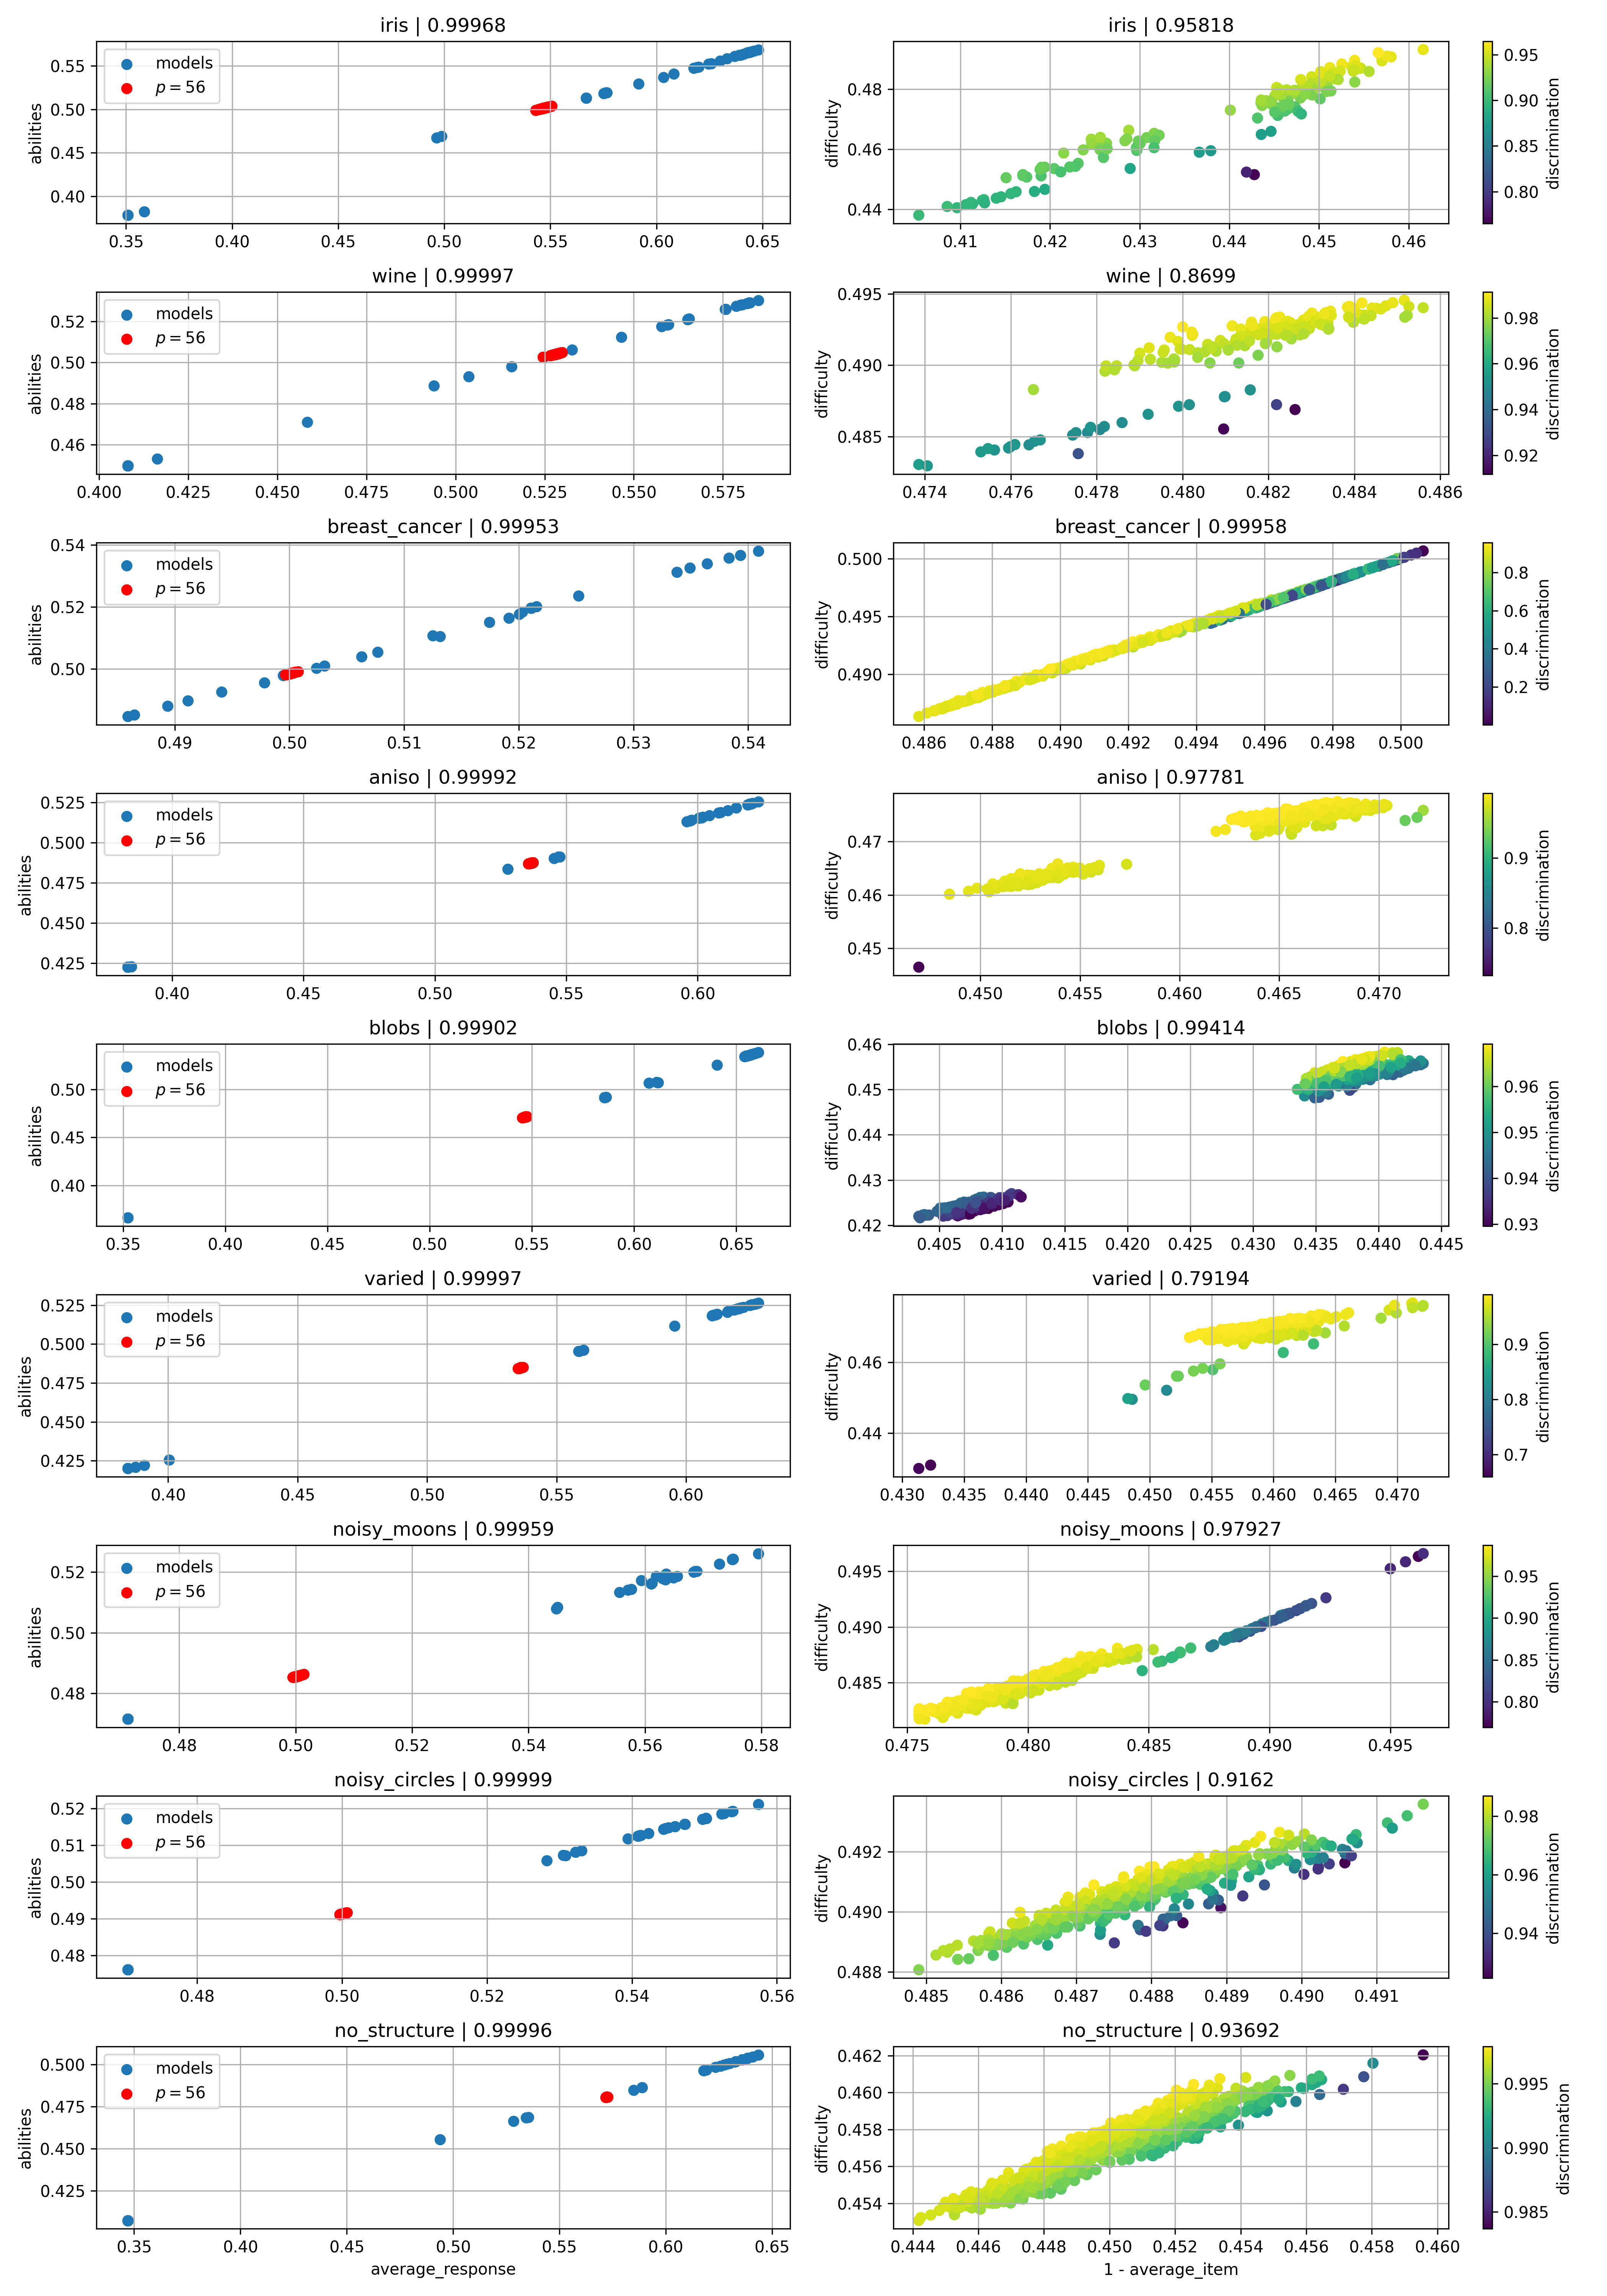 iris | 0.99968
abilities
0.55
0.50
0.45
0.40
models
p = 56
0.35 0.40 0.45 0.50 0.55 0.60 0.65
iris | 0.95818
difficulty
0.48
0.46
0.44
0.41 0.42 0.43 0.44 0.45 0.46
0.95
0.90
0.85
0.80
discrimination
wine | 0.99997
abilities
0.52
0.50
0.48
0.46
models
p = 56
0.400 0.425 0.450 0.475 0.500 0.525 0.550 0.575
wine | 0.8699
difficulty
0.495
0.490
0.485
0.474 0.476 0.478 0.480 0.482 0.484 0.486
0.98
0.96
0.94
0.92
discrimination
breast_cancer | 0.99953
abilities
0.54
0.52
0.50
models
p = 56
0.49 0.50 0.51 0.52 0.53 0.54
breast_cancer | 0.99958
difficulty
0.500
0.495
0.490
0.486 0.488 0.490 0.492 0.494 0.496 0.498 0.500
0.8
0.6
0.4
0.2
discrimination
aniso | 0.99992
abilities
0.525
0.500
0.475
0.450
0.425
models
p = 56
0.40 0.45 0.50 0.55 0.60
aniso | 0.97781
difficulty
0.47
0.46
0.45
0.450 0.455 0.460 0.465 0.470
0.9
0.8
discrimination
blobs | 0.99902
abilities
0.50
0.45
0.40
models
p = 56
0.35 0.40 0.45 0.50 0.55 0.60 0.65
blobs | 0.99414
difficulty
0.46
0.45
0.44
0.43
0.42
0.405 0.410 0.415 0.420 0.425 0.430 0.435 0.440 0.445
0.96
0.95
0.94
0.93
discrimination
varied | 0.99997
abilities
0.525
0.500
0.475
0.450
0.425
models
p = 56
0.40 0.45 0.50 0.55 0.60
varied | 0.79194
difficulty
0.46
0.44
0.430 0.435 0.440 0.445 0.450 0.455 0.460 0.465 0.470
0.9
0.8
0.7
discrimination
noisy_moons | 0.99959
abilities
0.52
0.50
0.48
models
p = 56
0.48 0.50 0.52 0.54 0.56 0.58
noisy_moons | 0.97927
difficulty
0.495
0.490
0.485
0.475 0.480 0.485 0.490 0.495
0.95
0.90
0.85
0.80
discrimination
noisy_circles | 0.99999
abilities
0.52
0.51
0.50
0.49
0.48
models
p = 56
0.48 0.50 0.52 0.54 0.56
noisy_circles | 0.9162
difficulty
0.492
0.490
0.488
0.485 0.486 0.487 0.488 0.489 0.490 0.491
0.98
0.96
0.94
discrimination
no_structure | 0.99996
abilities
0.500
0.475
0.450
0.425
models
p = 56
0.35 0.40 0.45 0.50 0.55 0.60 0.65
average_response
no_structure | 0.93692
difficulty
0.462
0.460
0.458
0.456
0.454
0.444 0.446 0.448 0.450 0.452 0.454 0.456 0.458 0.460
1 - average_item
0.995
0.990
0.985
discrimination